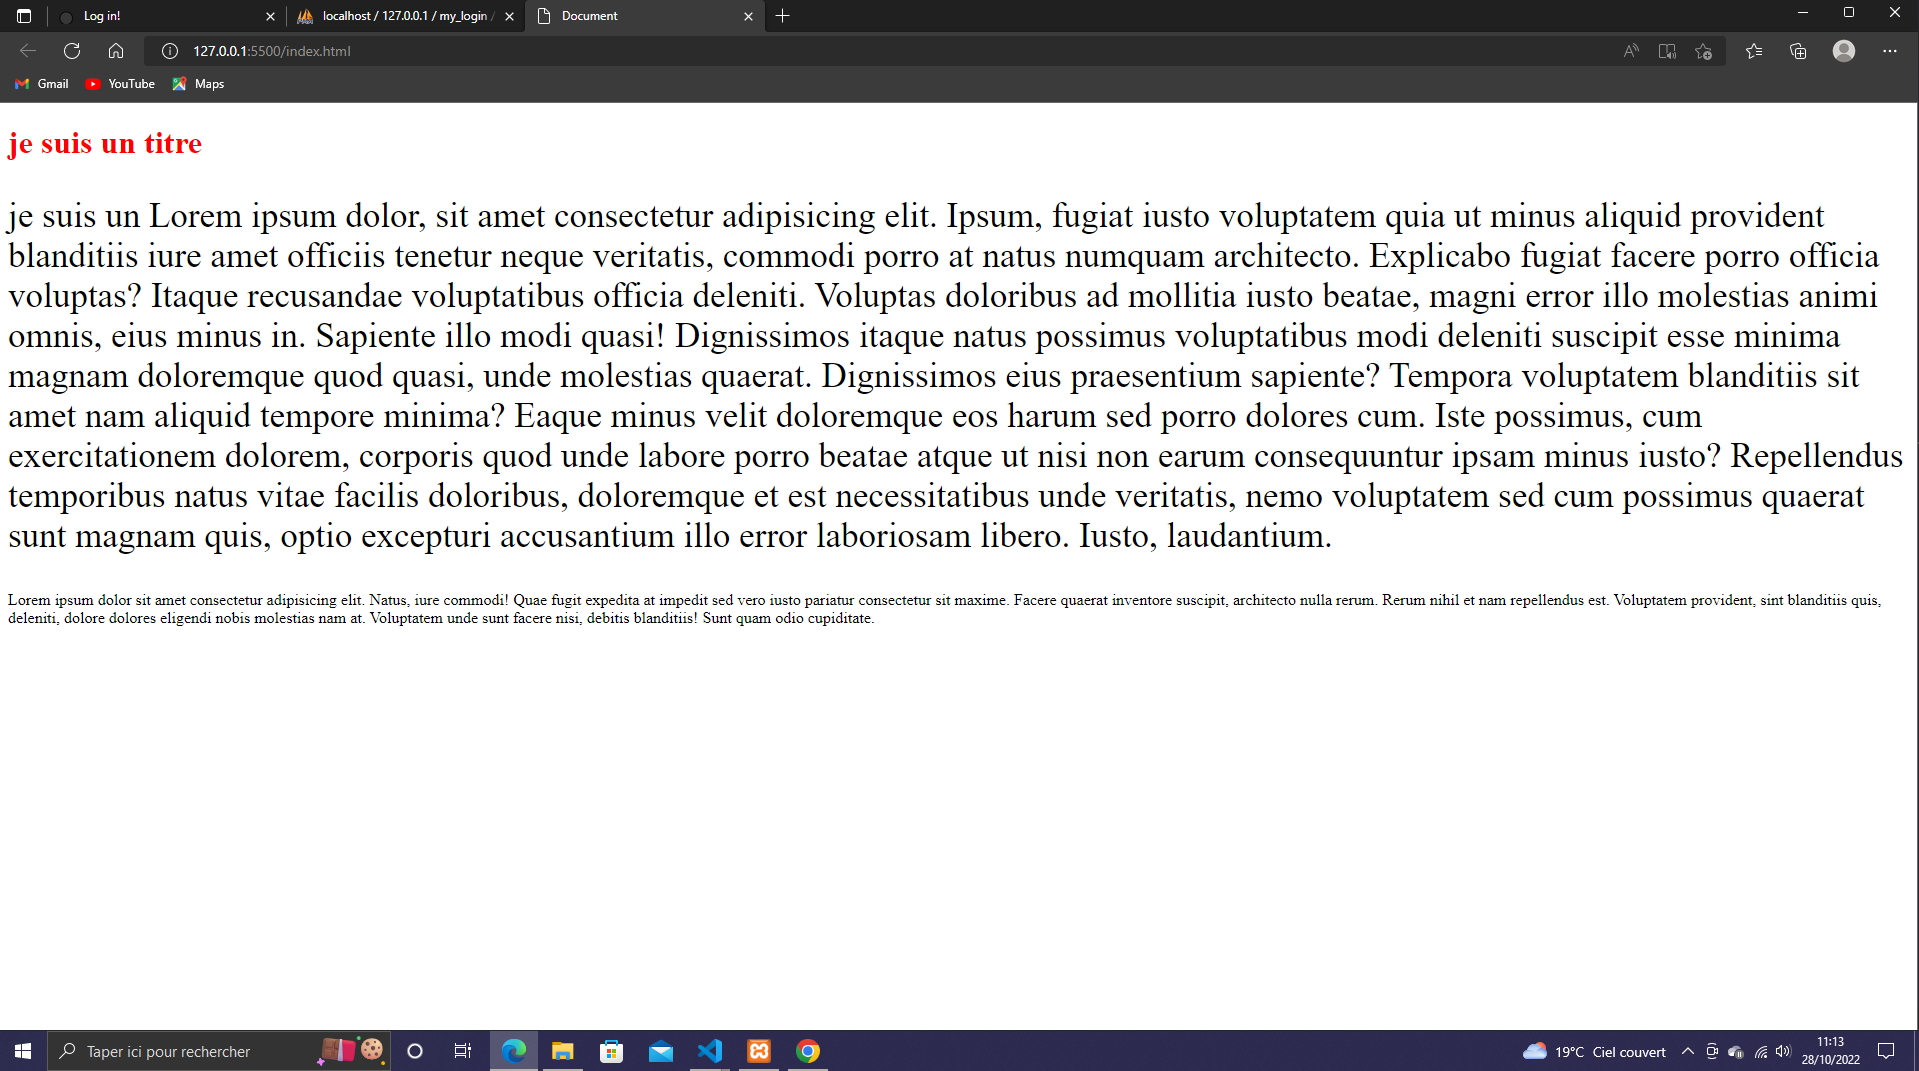 Log in!
localhost / 127.0.0.1 / my_login /
Document
127.0.0.1:5500/index.html
Gmail
YouTube
Maps
je suis un titre
je suis un Lorem ipsum dolor, sit amet consectetur adipisicing elit. Ipsum, fugiat iusto voluptatem quia ut minus aliquid provident
blanditiis iure amet officiis tenetur neque veritatis, commodi porro at natus numquam architecto. Explicabo fugiat facere porro officia
voluptas? Itaque recusandae voluptatibus officia deleniti. Voluptas doloribus ad mollitia iusto beatae, magni error illo molestias animi
omnis, eius minus in. Sapiente illo modi quasi! Dignissimos itaque natus possimus voluptatibus modi deleniti suscipit esse minima
magnam doloremque quod quasi, unde molestias quaerat. Dignissimos eius praesentium sapiente? Tempora voluptatem blanditiis sit
amet nam aliquid tempore minima? Eaque minus velit doloremque eos harum sed porro dolores cum. Iste possimus, cum
exercitationem dolorem, corporis quod unde labore porro beatae atque ut nisi non earum consequuntur ipsam minus iusto? Repellendus
temporibus natus vitae facilis doloribus, doloremque et est necessitatibus unde veritatis, nemo voluptatem sed cum possimus quaerat
sunt magnam quis, optio excepturi accusantium illo error laboriosam libero. Iusto, laudantium.
Lorem ipsum dolor sit amet consectetur adipisicing elit. Natus, iure commodi! Quae fugit expedita at impedit sed vero iusto pariatur consectetur sit maxime. Facere quaerat inventore suscipit, architecto nulla rerum. Rerum nihil et nam repellendus est. Voluptatem provident, sint blanditiis quis,
deleniti, dolore dolores eligendi nobis molestias nam at. Voluptatem unde sunt facere nisi, debitis blanditiis! Sunt quam odio cupiditate.
Taper ici pour rechercher
19°C Ciel couvert
11:13
28/10/2022